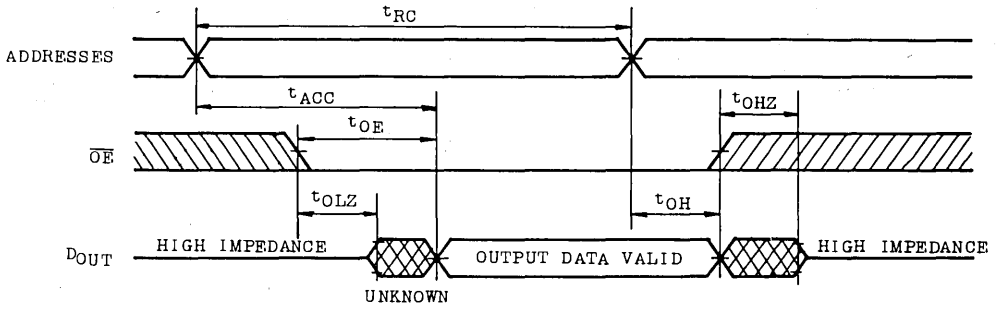 tRC
ADDRESSES
tACC
tOHZ
tOE
OE
tOLZ
tOH
DOUT
HIGH IMPEDANCE
OUTPUT DATA VALID
HIGH IMPEDANCE
UNKNOWN